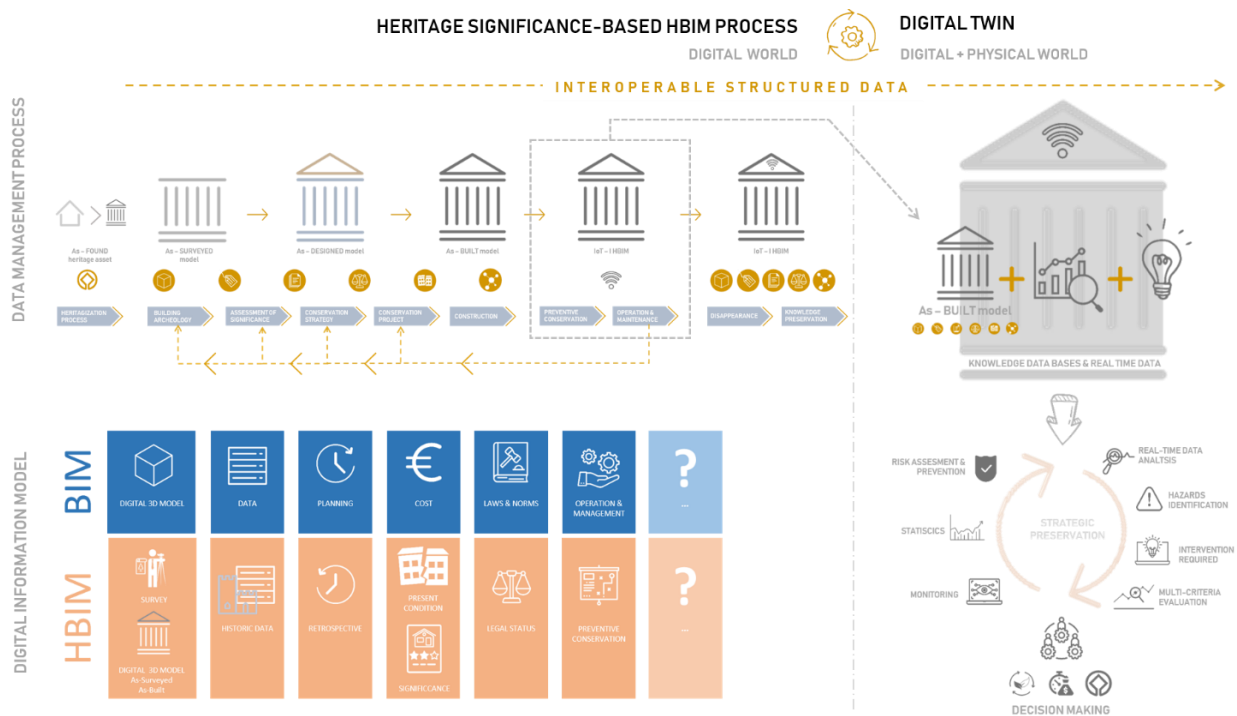 HERITAGE SIGNIFICANCE-BASED HBIM PROCESS
DIGITAL WORLD
DIGITAL TWIN
DIGITAL + PHYSICAL WORLD
INTEROPERABLE STRUCTURED DATA
DATA MANAGEMENT PROCESS
As – FOUND
heritage asset
As – SURVEYED
model
As – DESIGNED model
As – BUILT model
IoT – I HBIM
IoT – I HBIM
HERITAGIZATION
PROCESS
BUILDING
ARCHEOLOGY
ASSESSMENT OF
SIGNIFICANCE
CONSERVATION
STRATEGY
CONSERVATION
PROJECT
CONSTRUCTION
PREVENTIVE
CONSERVATION
OPERATION &
MAINTENANCE
DISAPPEARANCE
KNOWLEDGE
PRESERVATION
As – BUILT model
KNOWLEDGE DATA BASES & REAL TIME DATA
DIGITAL INFORMATION MODEL
BIM
DIGITAL 3D MODEL
DATA
PLANNING
€
COST
LAWS & NORMS
OPERATION &
MANAGEMENT
?
...
HBIM
SURVEY
DIGITAL 3D MODEL
As-Surveyed
As-Built
HISTORIC DATA
RETROSPECTIVE
PRESENT
CONDITION
SIGNIFICCANCE
LEGAL STATUS
PREVENTIVE
CONSERVATION
?
...
RISK ASSESMENT &
PREVENTION
STATISCICS
MONITORING
STRATEGIC
PRESERVATION
REAL-TIME DATA
ANALTSIS
HAZARDS
IDENTIFICATION
INTERVENTION
REQUIRED
MULTI-CRITERIA
EVALUATION
DECISION MAKING